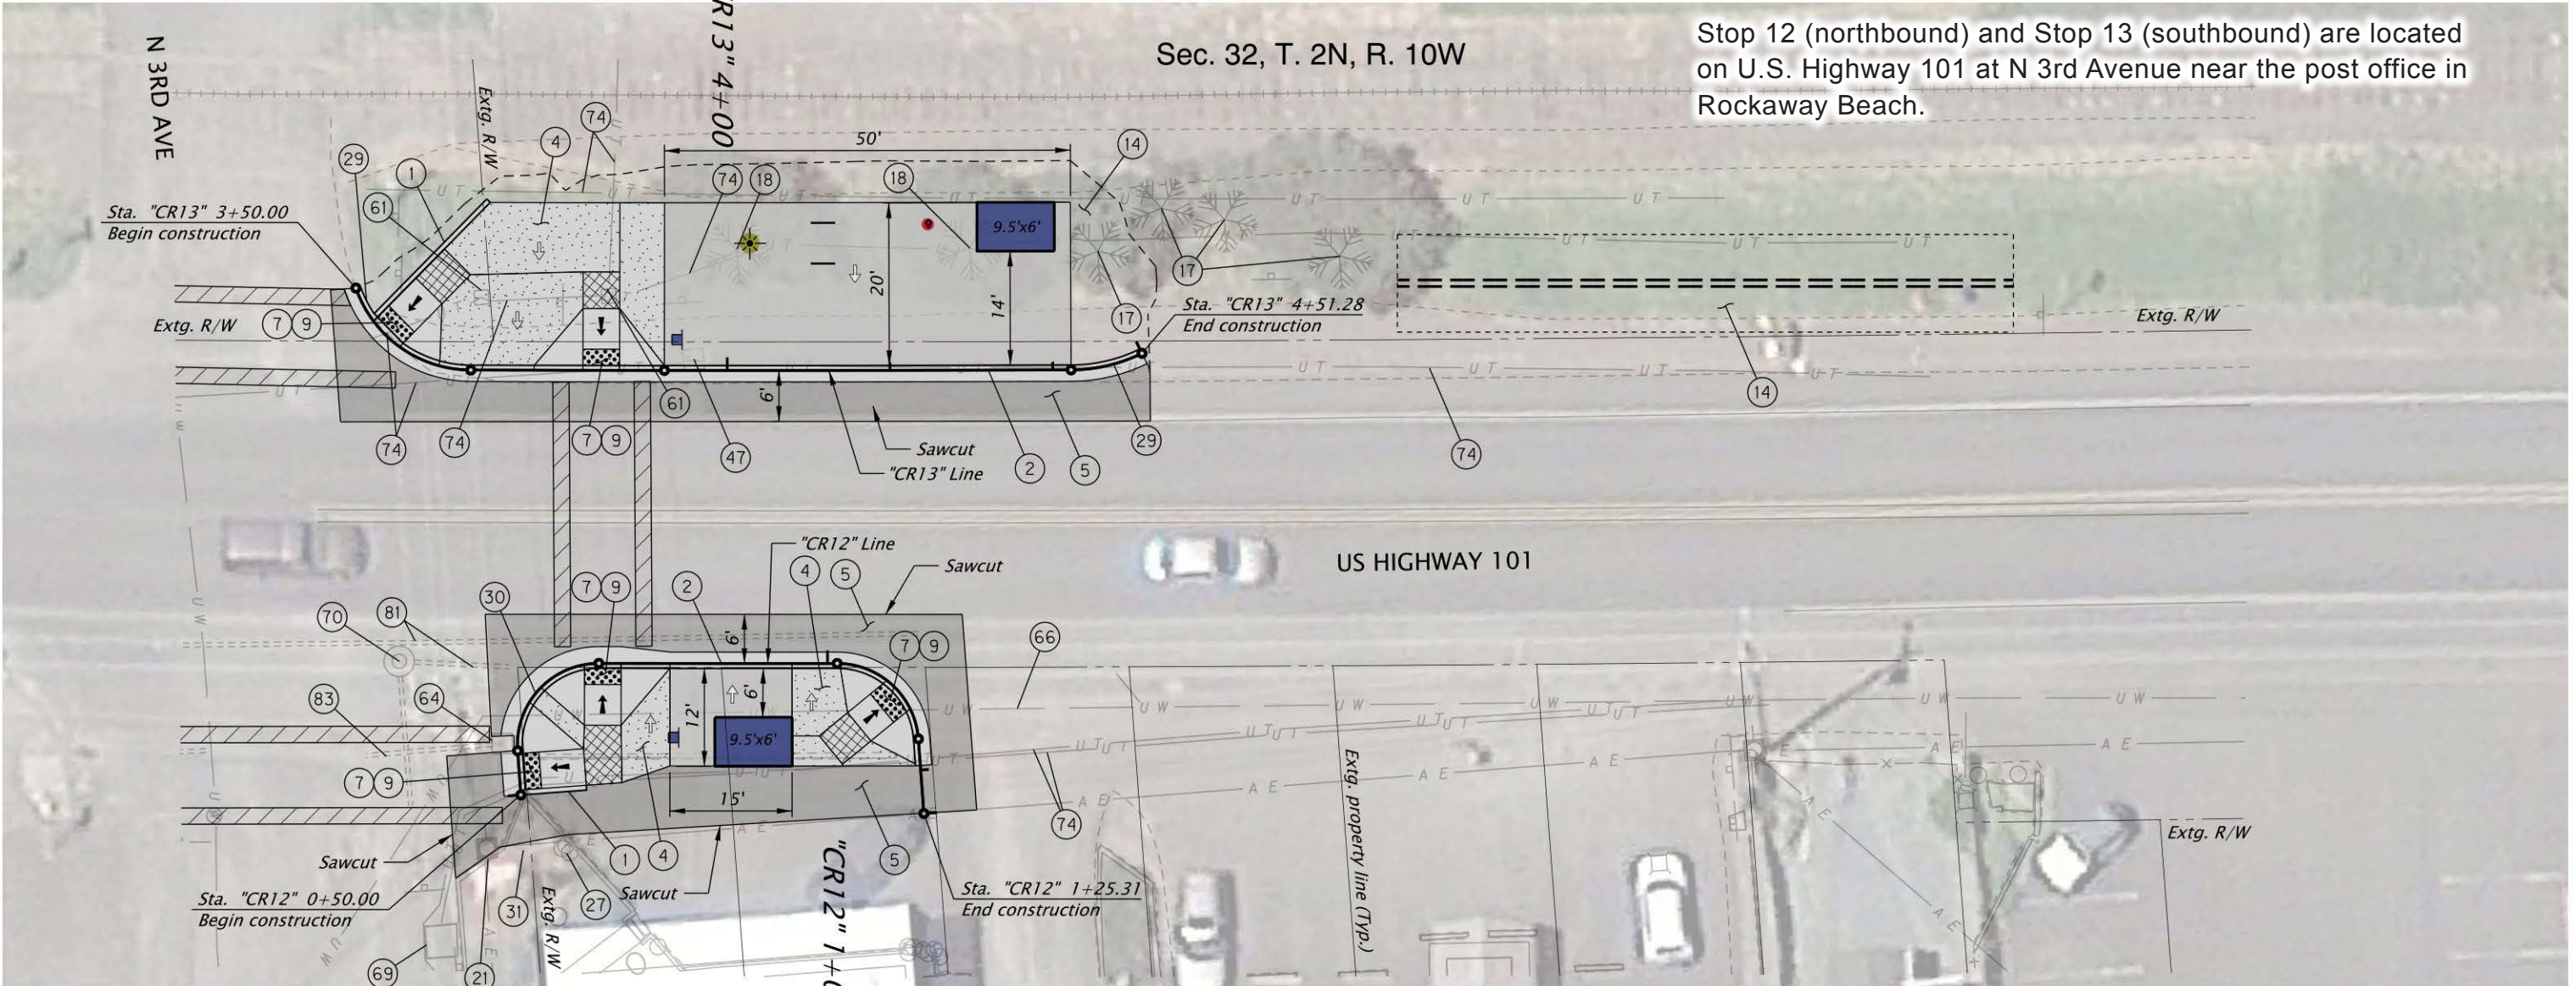 Stop 12 (northbound) and Stop 13 (southbound) are located
on U.S. Highway 101 at N 3rd Avenue near the post office in
Rockaway Beach.
Sec. 32, T. 2N, R. 10W
N 3RD AVE
Extg. R/W
CR13" 4+00
74
4
50'
14
29
1
74
18
18
61
Sta. "CR13" 3+50.00
Begin construction
9.5'x6'
20'
14'
17
17
Sta. "CR13" 4+51.28
End construction
Extg. R/W
7
9
Extg. R/W
14
6'
61
74
74
7
9
47
Sawcut
"CR13" Line
2
5
29
74
US HIGHWAY 101
"CR12" Line
Sawcut
30
7
9
2
4
5
70
81
6'
7
9
66
83
64
12'
6'
9.5'x6'
7
9
15'
74
Extg. property line (Typ.)
Sawcut
1
4
5
Extg. R/W
Sta. "CR12" 0+50.00
Begin construction
31
Extg. R/W
27
Sawcut
"CR12" 1+
Sta. "CR12" 1+25.31
End construction
69
21
U T
U W
A E